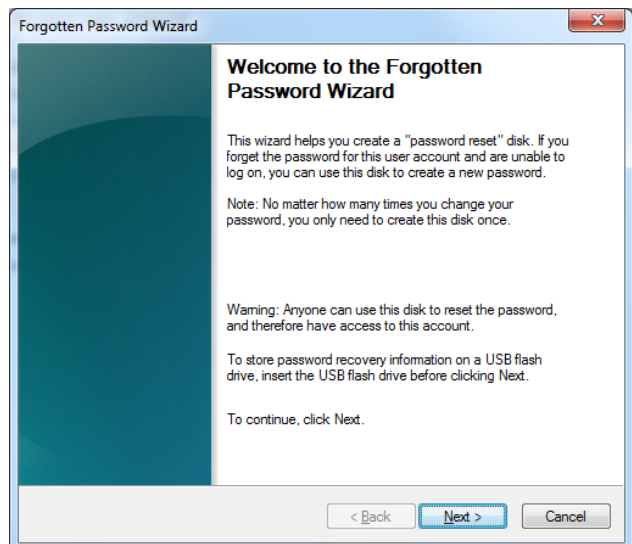 Forgotten Password Wizard
Welcome to the Forgotten
Password Wizard
This wizard helps you create a "password reset" disk. If you
forget the password for this user account and are unable to
log on, you can use this disk to create a new password.
Note: No matter how many times you change your
password, you only need to create this disk once.
Warning: Anyone can use this disk to reset the password,
and therefore have access to this account.
To store password recovery information on a USB flash
drive, insert the USB flash drive before clicking Next.
To continue, click Next.
< Back Next > Cancel